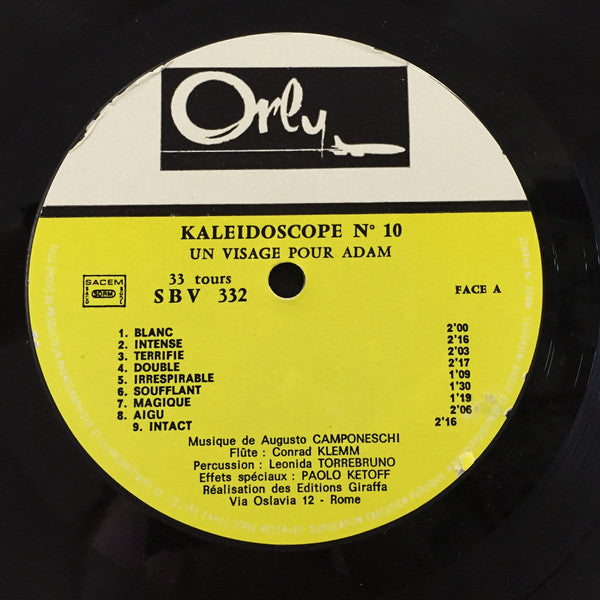 Orly
KALEIDOSCOPE N° 10
UN VISAGE POUR ADAM
SACEM
33 tours
SBV 332
FACE A
1. BLANC 2'00
2. INTENSE 2'16
3. TERRIFIE 2'03
4. DOUBLE 2'17
5. IRRESPIRABLE 1'09
6. SOUFFLANT 1'30
7. MAGIQUE 1'19
8. AIGU 2'06
9. INTACT 2'16
Musique de Augusto CAMPONESCHI
Flûte : Conrad KLEMM
Percussion : Leonida TORREBRUNO
Effets spéciaux : PAOLO KETOFF
Réalisation des Editions Giraffa
Via Oslavia 12 - Rome